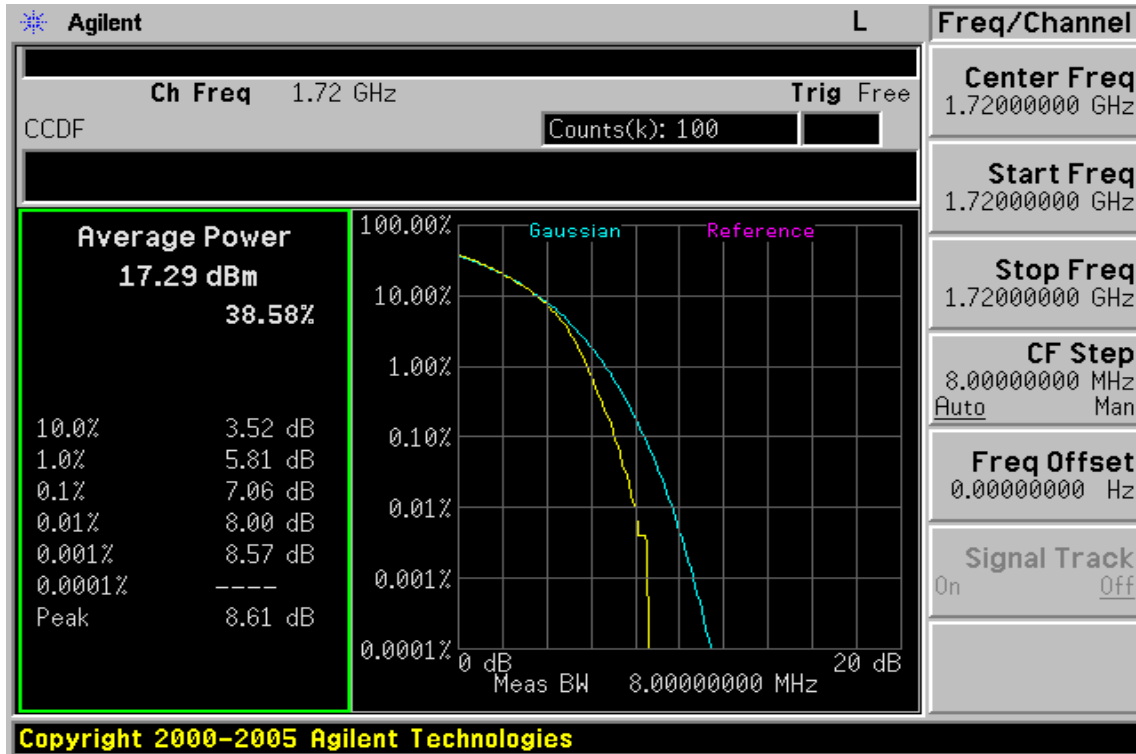 Agilent L
Freq/Channel
Ch Freq 1.72 GHz Trig Free
CCDF Counts(k): 100
Average Power
17.29 dBm
38.58%
10.0% 3.52 dB
1.0% 5.81 dB
0.1% 7.06 dB
0.01% 8.00 dB
0.001% 8.57 dB
0.0001% ----
Peak 8.61 dB
Gaussian Reference
100.00%
10.00%
1.00%
0.10%
0.01%
0.001%
0.0001%
0 dB 20 dB
Meas BW 8.00000000 MHz
Center Freq
1.72000000 GHz
Start Freq
1.72000000 GHz
Stop Freq
1.72000000 GHz
CF Step
8.00000000 MHz
Auto Man
Freq Offset
0.00000000 Hz
Signal Track
On Off
Copyright 2000-2005 Agilent Technologies